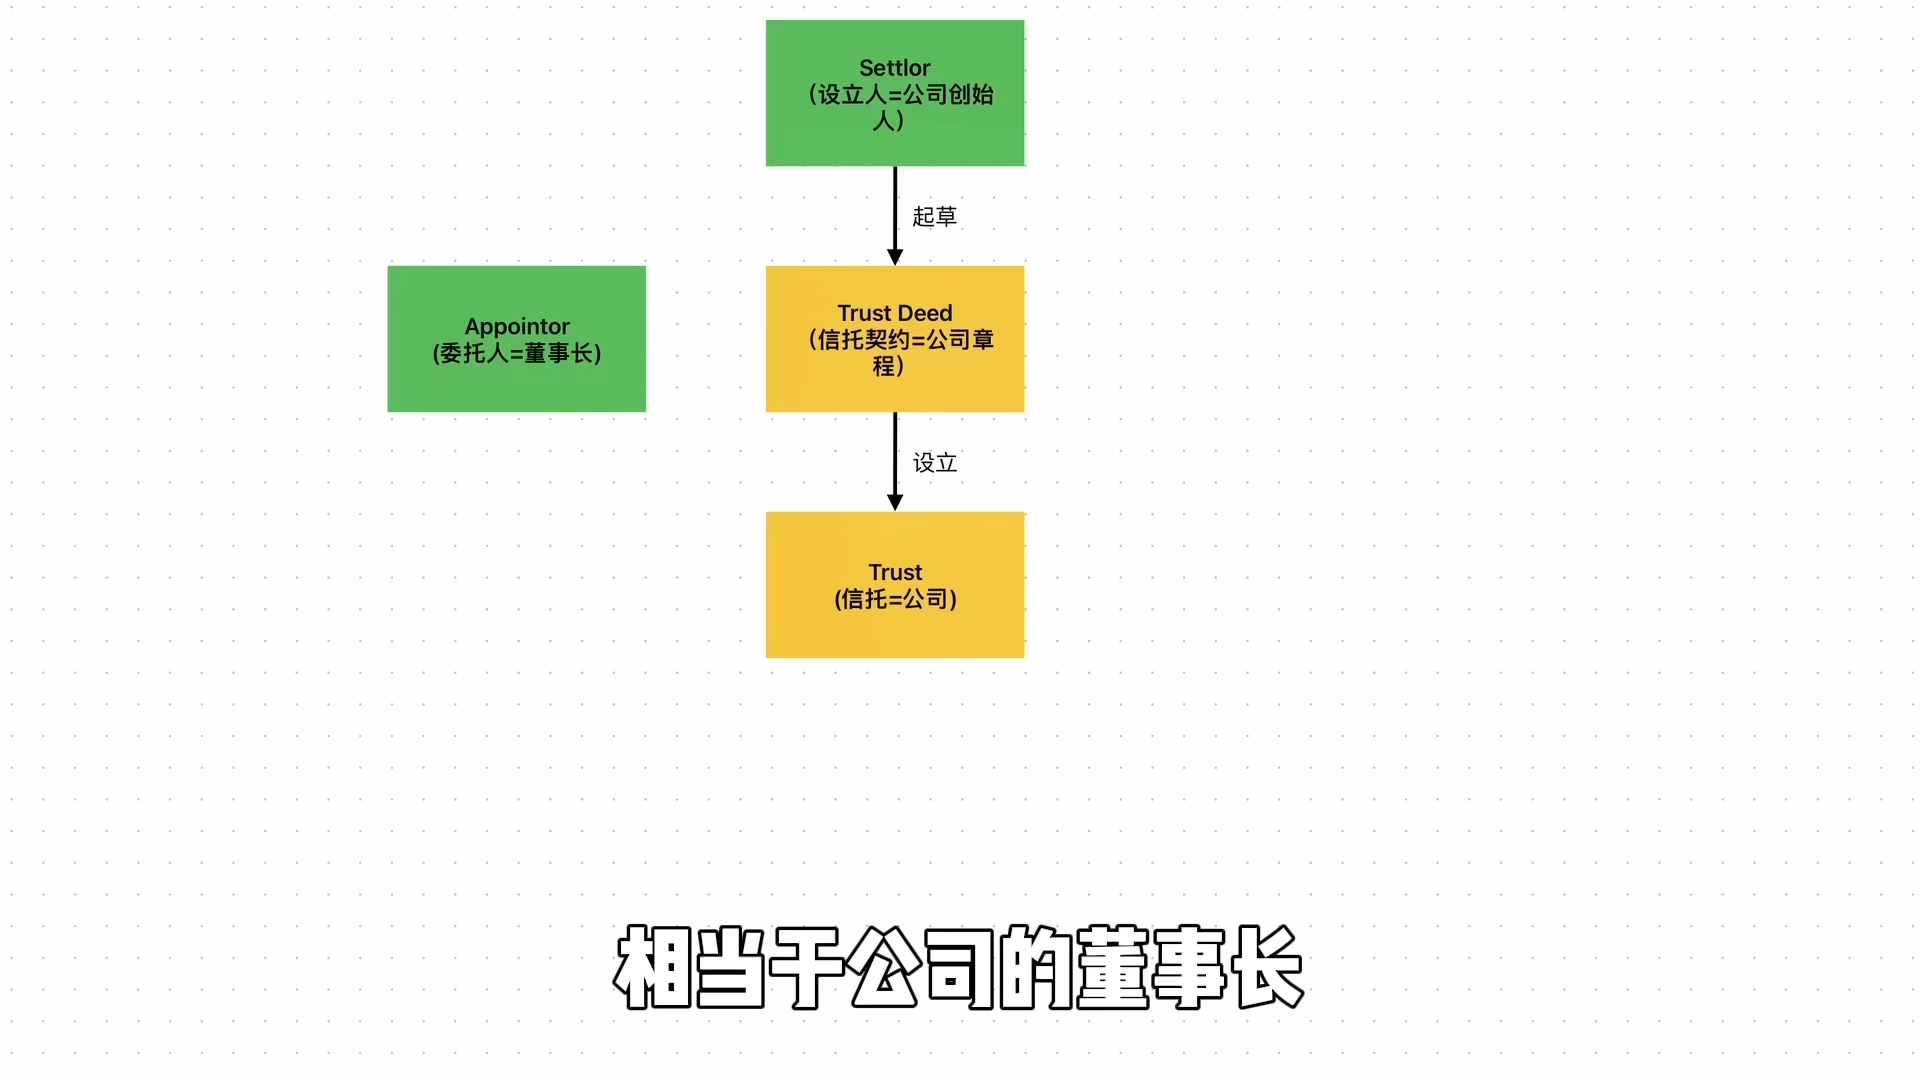 Settlor
（设立人=公司创始
人）
起草
Appointor
(委托人=董事长)
Trust Deed
（信托契约=公司章
程）
设立
Trust
(信托=公司)
相当于公司的董事长